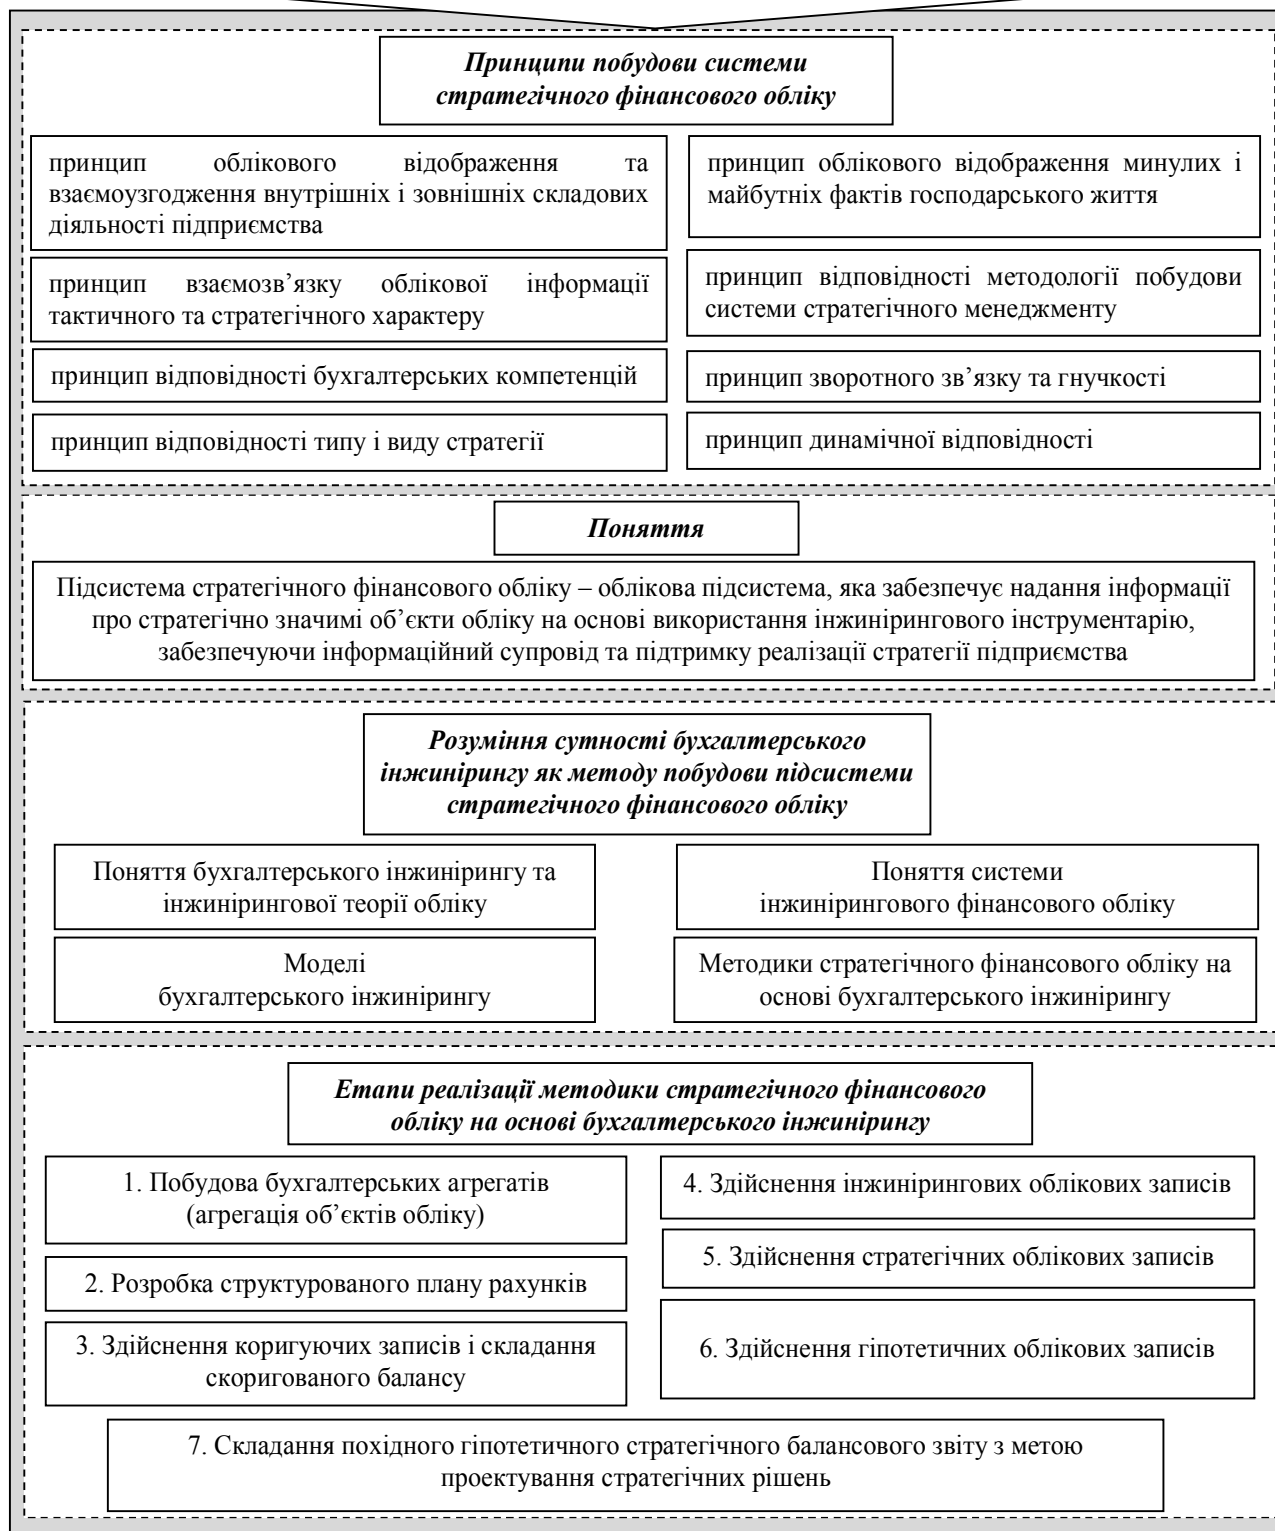 Принципи побудови системи
стратегічного фінансового обліку
принцип облікового відображення та
взаємоузгодження внутрішніх і зовнішніх складових
діяльності підприємства
принцип облікового відображення минулих і
майбутніх фактів господарського життя
принцип взаємозв’язку облікової інформації
тактичного та стратегічного характеру
принцип відповідності методології побудови
системи стратегічного менеджменту
принцип відповідності бухгалтерських компетенцій
принцип зворотного зв’язку та гнучкості
принцип відповідності типу і виду стратегії
принцип динамічної відповідності
Поняття
Підсистема стратегічного фінансового обліку – облікова підсистема, яка забезпечує надання інформації
про стратегічно значимі об’єкти обліку на основі використання інжинірингового інструментарію,
забезпечуючи інформаційний супровід та підтримку реалізації стратегії підприємства
Розуміння сутності бухгалтерського
інжинірингу як методу побудови підсистеми
стратегічного фінансового обліку
Поняття бухгалтерського інжинірингу та
інжинірингової теорії обліку
Поняття системи
інжинірингового фінансового обліку
Моделі
бухгалтерського інжинірингу
Методики стратегічного фінансового обліку на
основі бухгалтерського інжинірингу
Етапи реалізації методики стратегічного фінансового
обліку на основі бухгалтерського інжинірингу
1. Побудова бухгалтерських агрегатів
(агрегація об’єктів обліку)
2. Розробка структурованого плану рахунків
3. Здійснення коригуючих записів і складання
скоригованого балансу
4. Здійснення інжинірингових облікових записів
5. Здійснення стратегічних облікових записів
6. Здійснення гіпотетичних облікових записів
7. Складання похідного гіпотетичного стратегічного балансового звіту з метою
проектування стратегічних рішень